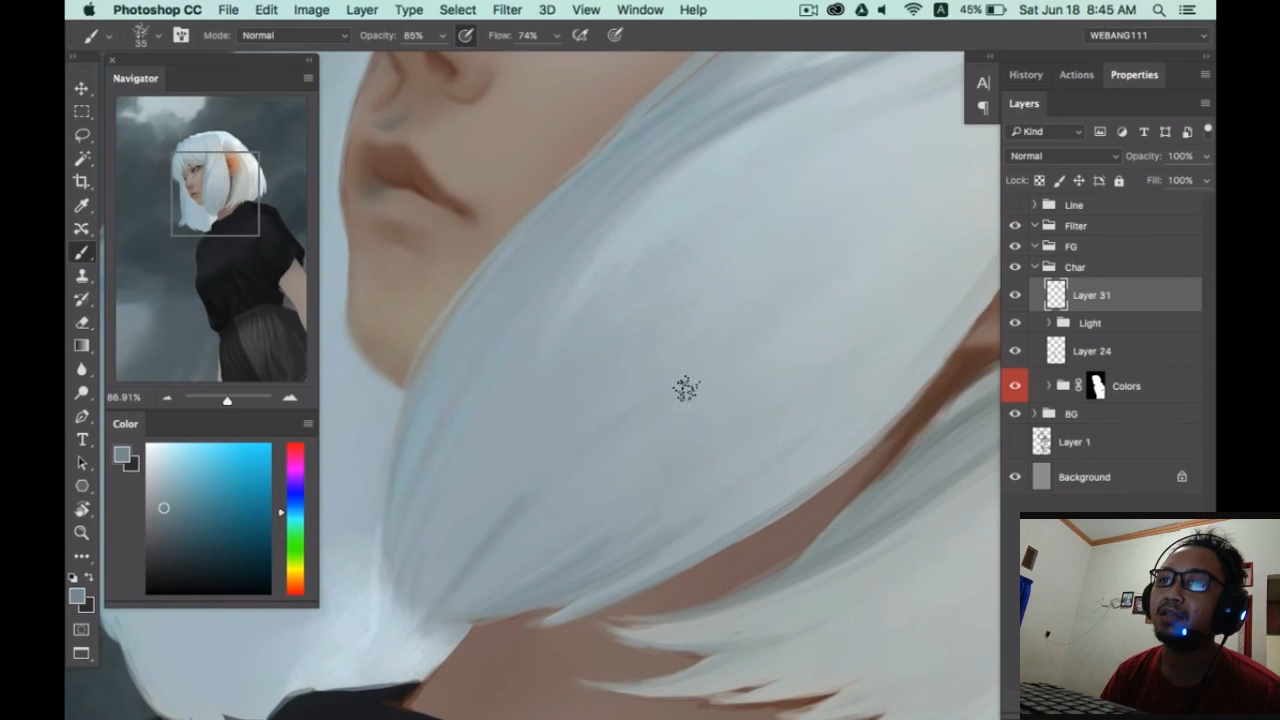 Photoshop CC File Edit Image Layer Type Select Filter 3D View Window Help A 45% Sat Jun 18 8:45 AM
35 Mode: Normal Opacity: 85% Flow: 74% WEBANG111
Navigator
86.91%
Color
T
A
History Actions Properties
Layers
Kind T
Normal Opacity: 100%
Lock: Fill: 100%
Line
Filter
FG
Char
Layer 31
Light
Layer 24
Colors
BG
Layer 1
Background